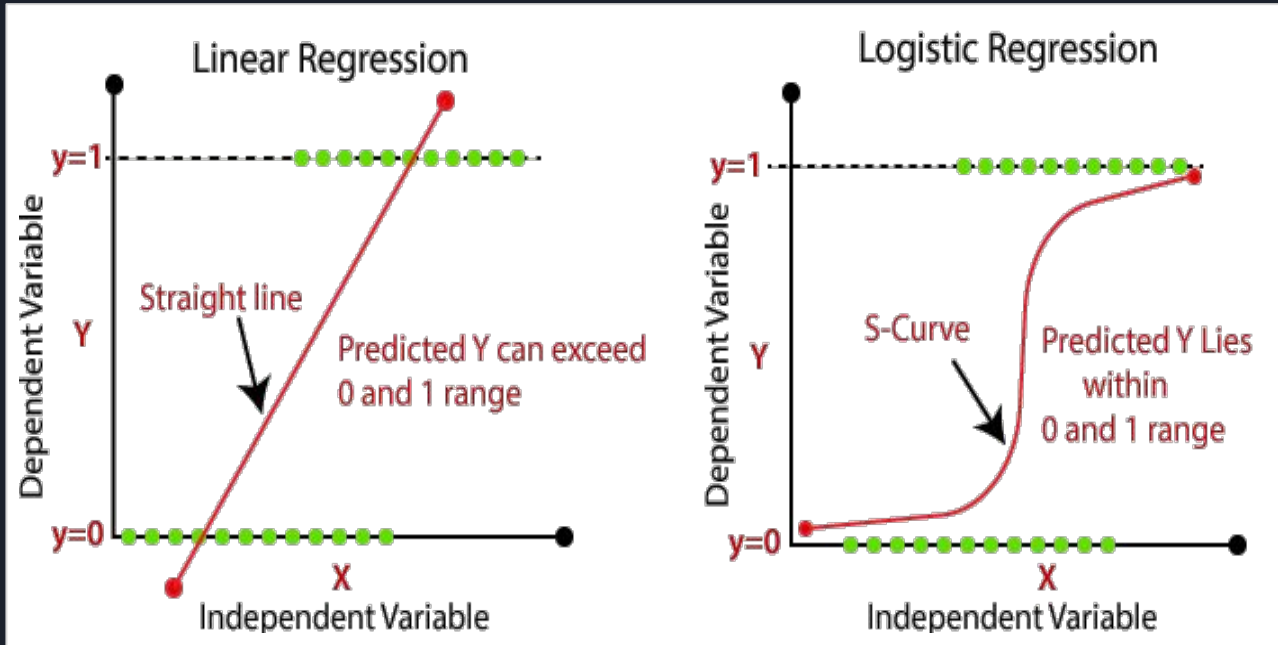 Linear Regression
y=1
Dependent Variable
Y
Straight line
Predicted Y can exceed
0 and 1 range
y=0
X
Independent Variable
Logistic Regression
y=1
Dependent Variable
Y
S-Curve
Predicted Y Lies
within
0 and 1 range
y=0
X
Independent Variable